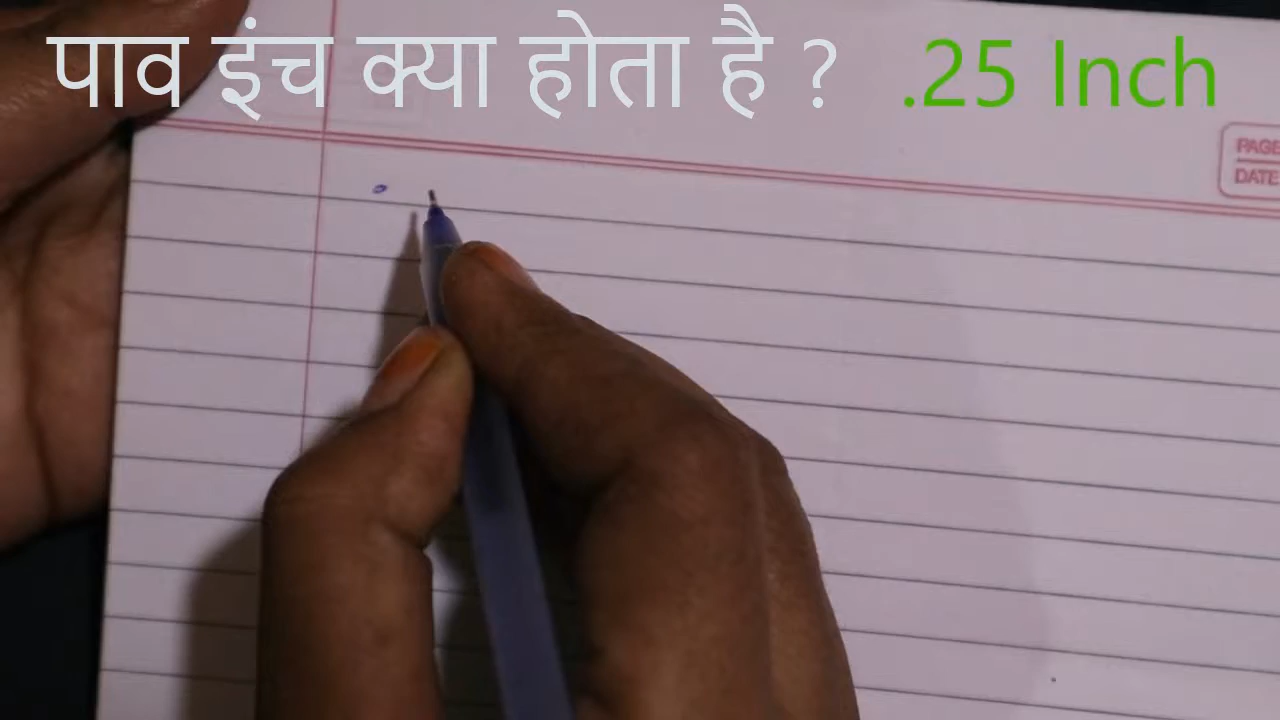 पाव इंच क्या होता है ? .25 Inch
PAGE
DATE